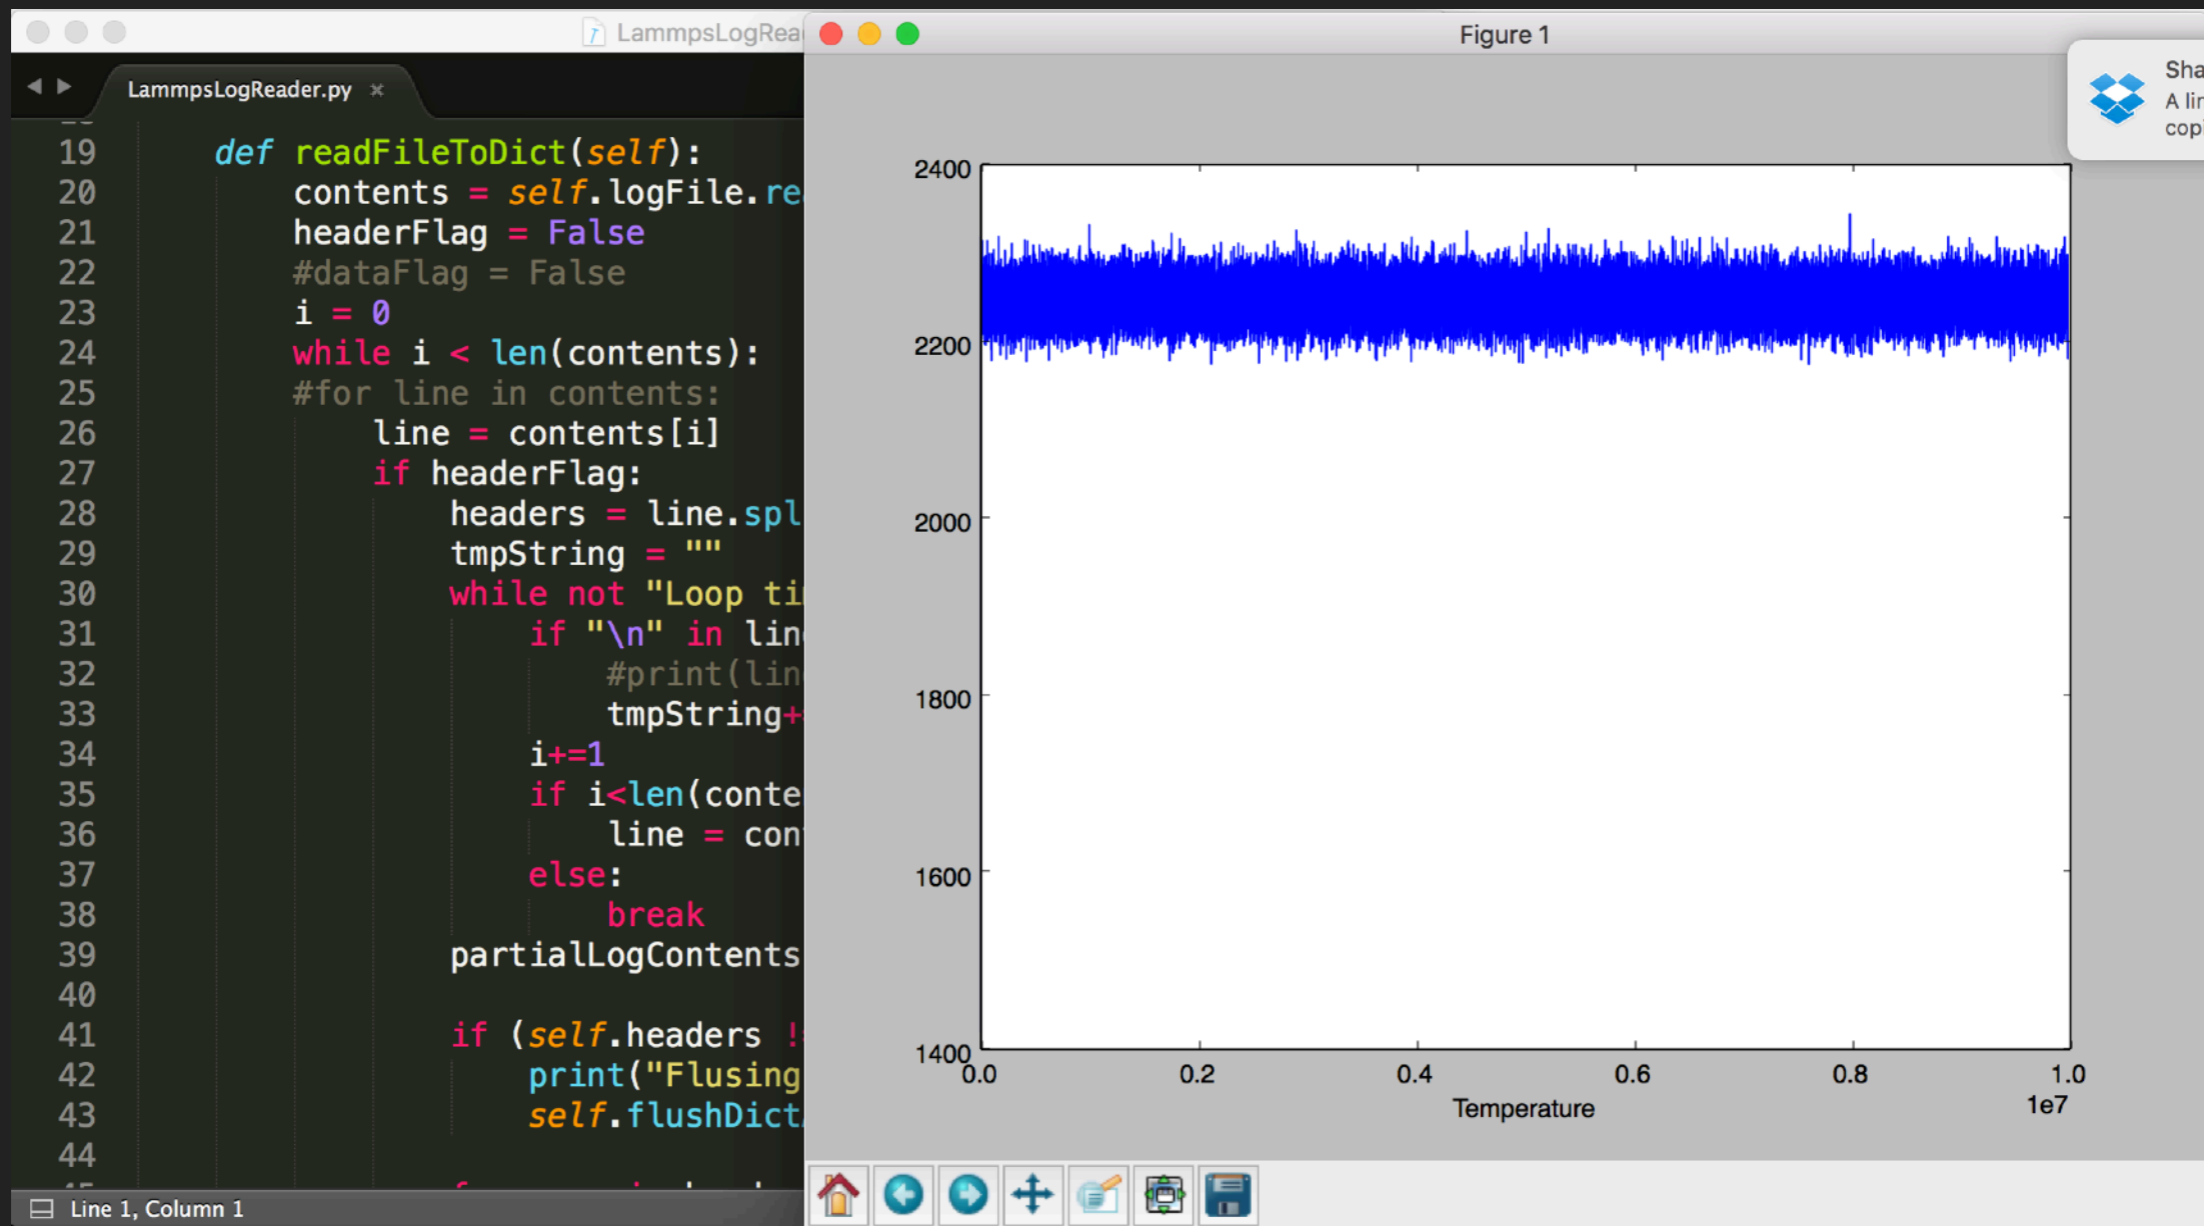 LammpsLogRea
LammpsLogReader.py ×
19 def readFileToDict(self):
20 contents = self.logFile.re
21 headerFlag = False
22 #dataFlag = False
23 i = 0
24 while i < len(contents):
25 #for line in contents:
26 line = contents[i]
27 if headerFlag:
28 headers = line.spl
29 tmpString = ""
30 while not "Loop ti
31 if "\n" in lin
32 #print(lin
33 tmpString+
34 i+=1
35 if i<len(conte
36 line = con
37 else:
38 break
39 partialLogContents
40
41 if (self.headers !
42 print("Flusing
43 self.flushDict
44
Line 1, Column 1
Figure 1
2400
2200
2000
1800
1600
1400
0.0 0.2 0.4 0.6 0.8 1.0
Temperature
1e7
Sha
A lin
copi